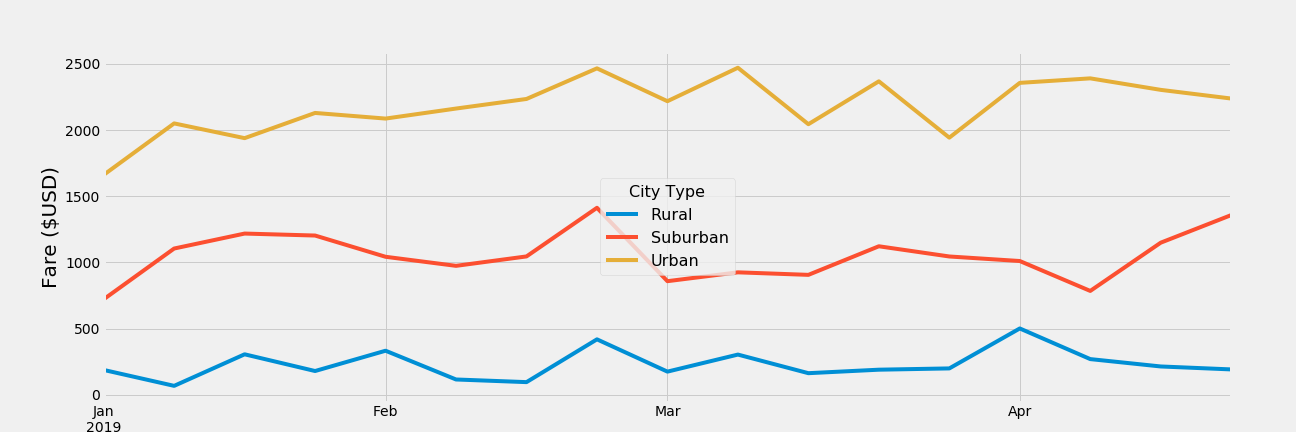 Fare ($USD)
2500
2000
1500
1000
500
0
City Type
Rural
Suburban
Urban
Jan
2019
Feb
Mar
Apr